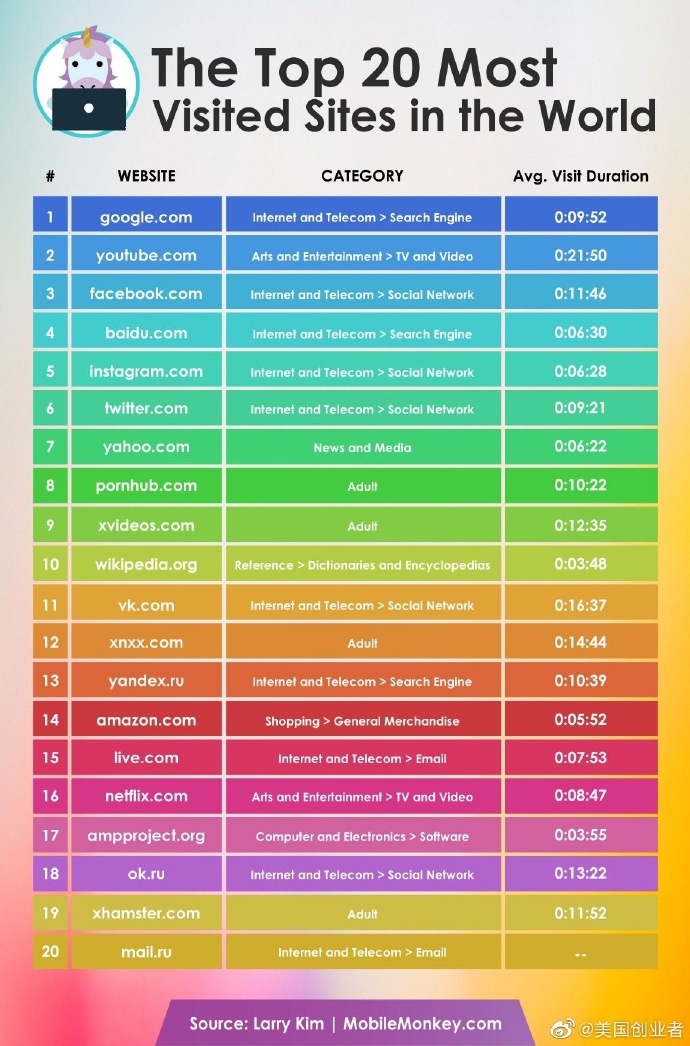 The Top 20 Most
Visited Sites in the World
# WEBSITE CATEGORY Avg. Visit Duration
1 google.com Internet and Telecom > Search Engine 0:09:52
2 youtube.com Arts and Entertainment > TV and Video 0:21:50
3 facebook.com Internet and Telecom > Social Network 0:11:46
4 baidu.com Internet and Telecom > Search Engine 0:06:30
5 instagram.com Internet and Telecom > Social Network 0:06:28
6 twitter.com Internet and Telecom > Social Network 0:09:21
7 yahoo.com News and Media 0:06:22
8 pornhub.com Adult 0:10:22
9 xvideos.com Adult 0:12:35
10 wikipedia.org Reference > Dictionaries and Encyclopedias 0:03:48
11 vk.com Internet and Telecom > Social Network 0:16:37
12 xnxx.com Adult 0:14:44
13 yandex.ru Internet and Telecom > Search Engine 0:10:39
14 amazon.com Shopping > General Merchandise 0:05:52
15 live.com Internet and Telecom > Email 0:07:53
16 netflix.com Arts and Entertainment > TV and Video 0:08:47
17 ampproject.org Computer and Electronics > Software 0:03:55
18 ok.ru Internet and Telecom > Social Network 0:13:22
19 xhamster.com Adult 0:11:52
20 mail.ru Internet and Telecom > Email --
Source: Larry Kim | MobileMonkey.com
@美国创业者